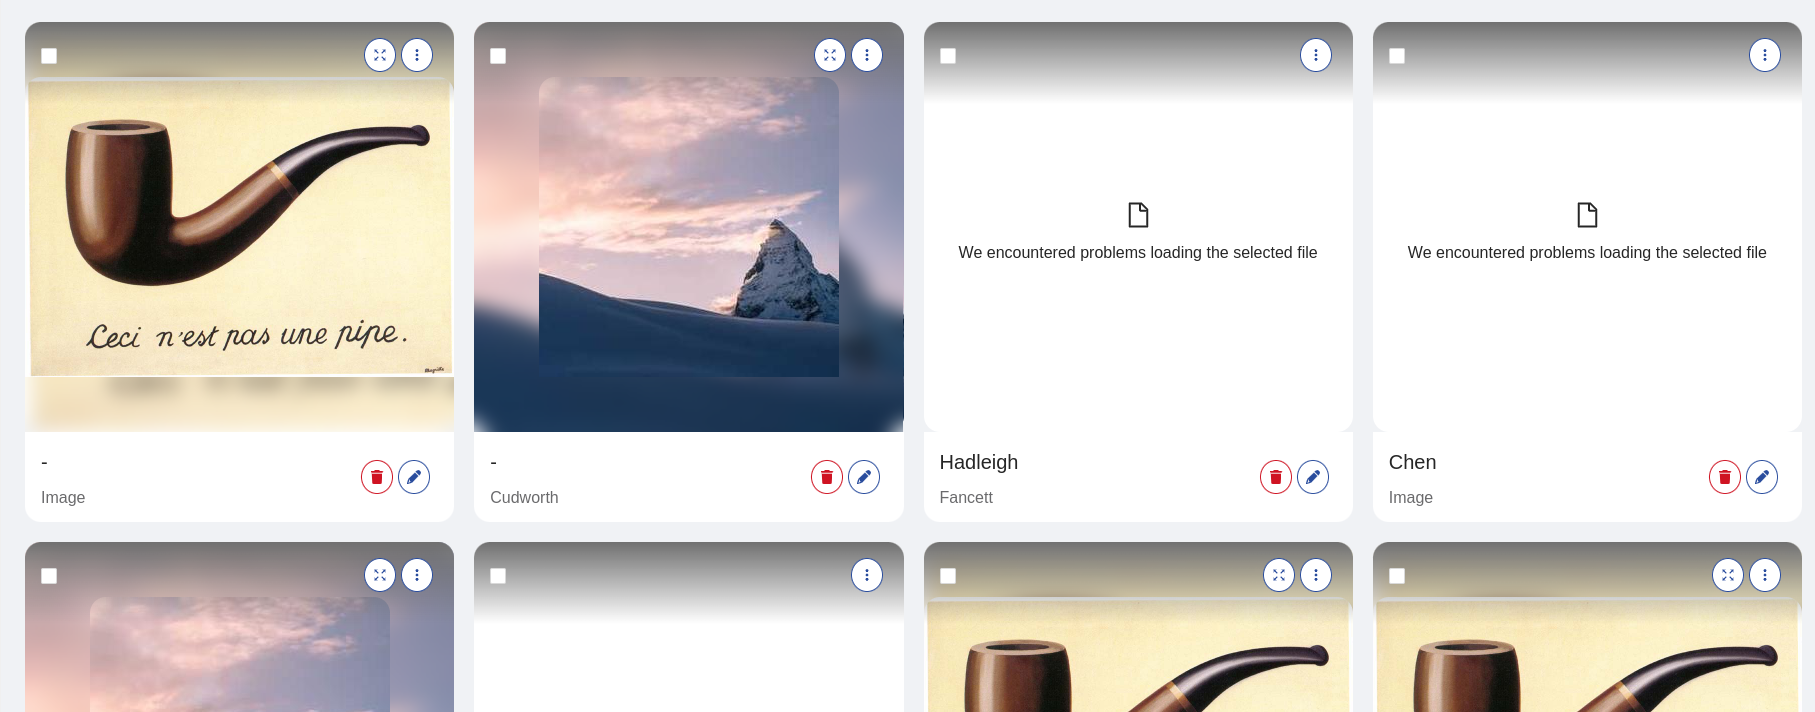 Ceci n'est pas une pipe.
Magritte
We encountered problems loading the selected file
We encountered problems loading the selected file
-
Image
-
Cudworth
Hadleigh
Fancett
Chen
Image